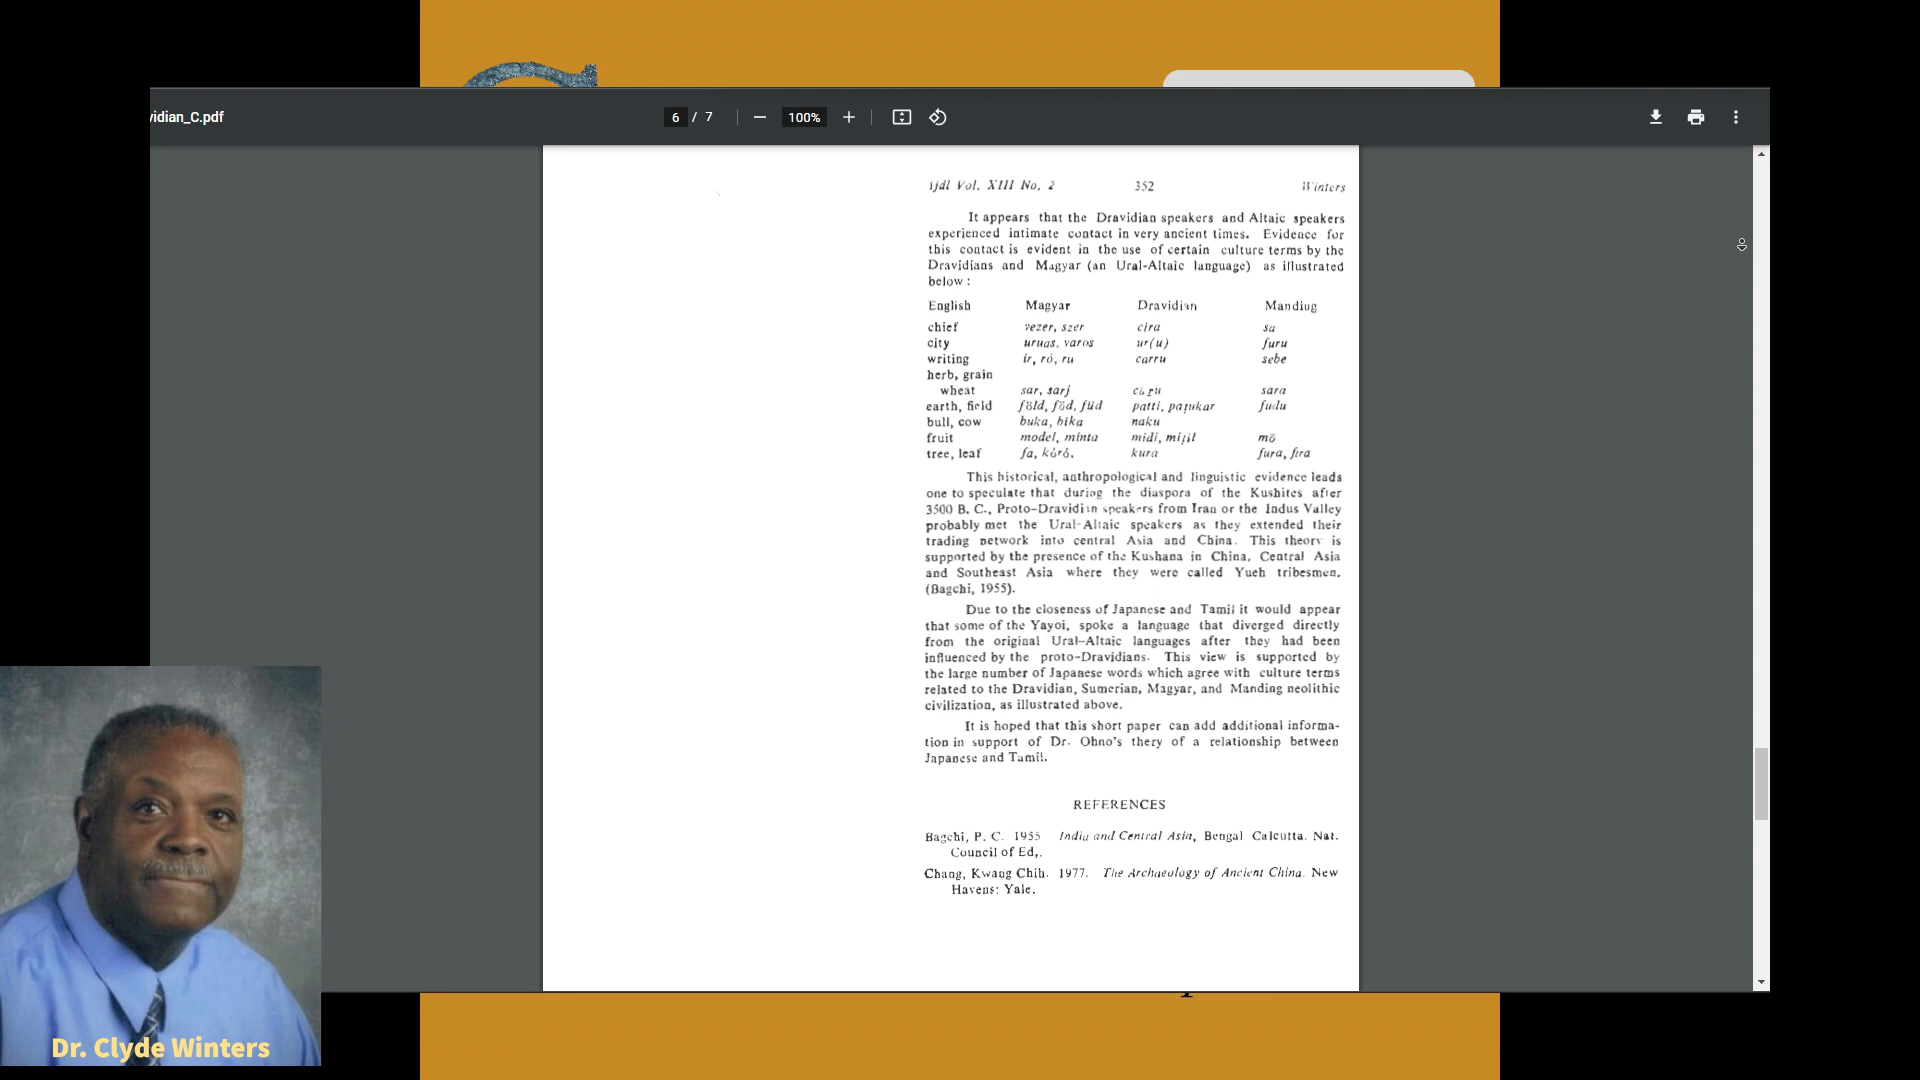 vidian_C.pdf
6 / 7
100%
ijdl Vol. XIII No. 2 352 Winters
It appears that the Dravidian speakers and Altaic speakers
experienced intimate contact in very ancient times. Evidence for
this contact is evident in the use of certain culture terms by the
Dravidians and Magyar (an Ural-Altaic language) as illustrated
below :
English Magyar Dravidian Manding
chief vezer, szer cira sa
city uruas, varos ur(u) furu
writing ir, ró, ru carru sebe
herb, grain
wheat sar, sarj sara
earth, field föld, föd, füd patti, paṭukar fudu
bull, cow buka, bika naku
fruit model, minta midi, miṭil mō
tree, leaf fa, kóró, kura fura, fira
This historical, anthropological and linguistic evidence leads
one to speculate that during the diaspora of the Kushites after
3500 B. C., Proto-Dravidian speakers from Iran or the Indus Valley
probably met the Ural-Altaic speakers as they extended their
trading network into central Asia and China. This theory is
supported by the presence of the Kushana in China, Central Asia
and Southeast Asia where they were called Yueh tribesmen.
(Bagchi, 1955).
Due to the closeness of Japanese and Tamil it would appear
that some of the Yayoi, spoke a language that diverged directly
from the original Ural-Altaic languages after they had been
influenced by the proto-Dravidians. This view is supported by
the large number of Japanese words which agree with culture terms
related to the Dravidian, Sumerian, Magyar, and Manding neolithic
civilization, as illustrated above.
It is hoped that this short paper can add additional informa-
tion in support of Dr. Ohno's thery of a relationship between
Japanese and Tamil.
REFERENCES
Bagchi, P. C. 1955 India and Central Asia, Bengal Calcutta. Nat.
Council of Ed,.
Chang, Kwang Chih. 1977. The Archaeology of Ancient China. New
Havens: Yale.
Dr. Clyde Winters